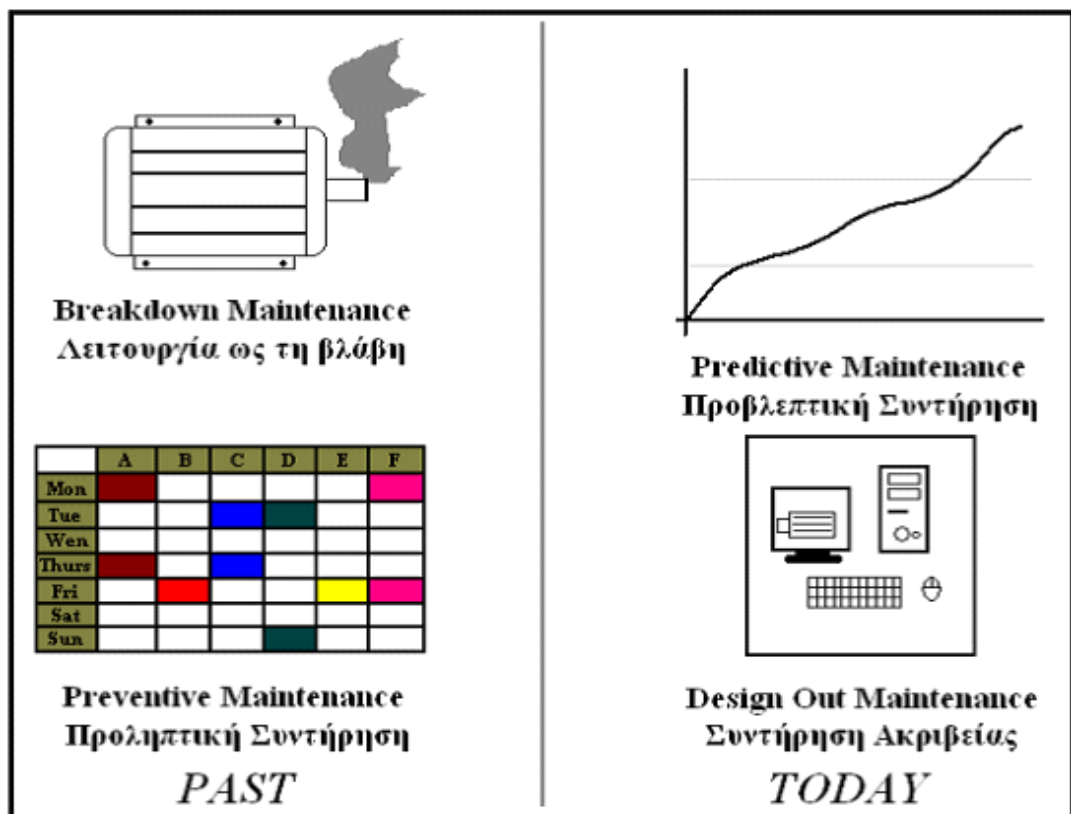 Breakdown Maintenance
Λειτουργία ως τη βλάβη
A B C D E F
Mon
Tue
Wen
Thurs
Fri
Sat
Sun
Preventive Maintenance
Προληπτική Συντήρηση
PAST
Predictive Maintenance
Προβλεπτική Συντήρηση
Design Out Maintenance
Συντήρηση Ακριβείας
TODAY